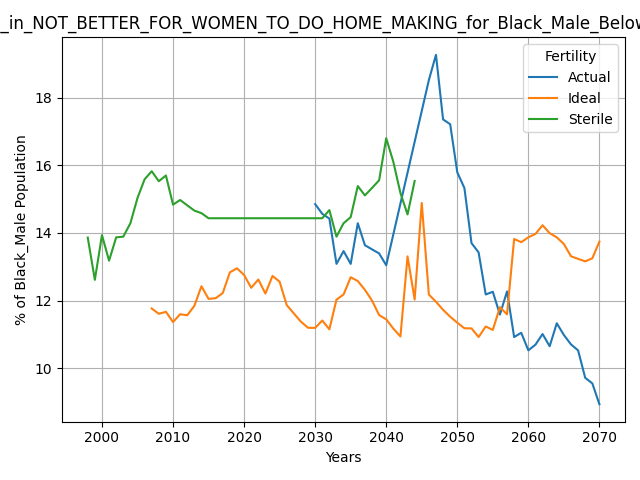 _in_NOT_BETTER_FOR_WOMEN_TO_DO_HOME_MAKING_for_Black_Male_Below
Fertility
Actual
Ideal
Sterile
% of Black_Male Population
18
16
14
12
10
2000 2010 2020 2030 2040 2050 2060 2070
Years